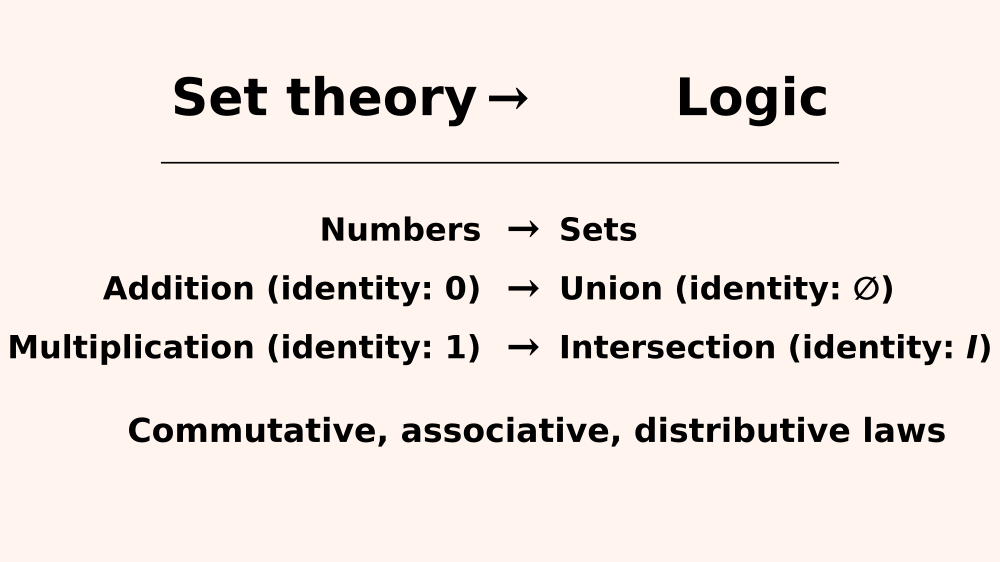 Set theory → Logic
Numbers → Sets
Addition (identity: 0) → Union (identity: ∅)
Multiplication (identity: 1) → Intersection (identity: I)
Commutative, associative, distributive laws